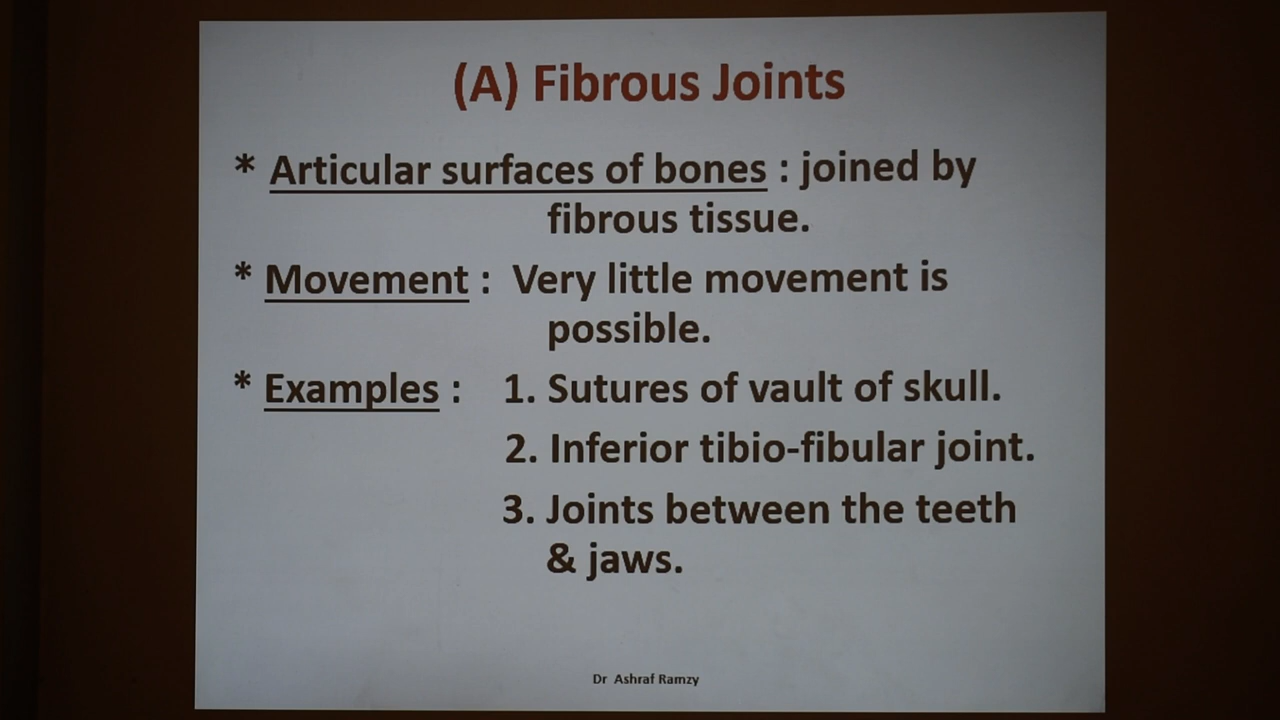 (A) Fibrous Joints
* Articular surfaces of bones : joined by
fibrous tissue.
* Movement : Very little movement is
possible.
* Examples : 1. Sutures of vault of skull.
2. Inferior tibio-fibular joint.
3. Joints between the teeth
& jaws.
Dr Ashraf Ramzy